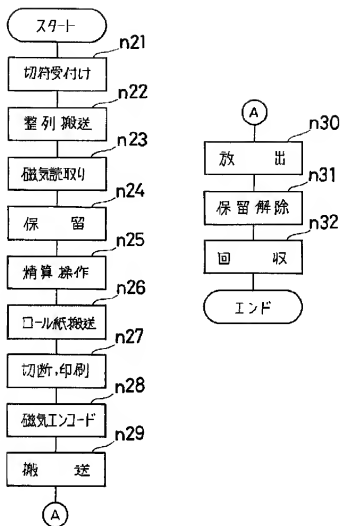 スタート
n21
切符受付け
n22
整列搬送
n23
磁気読取り
n24
保留
n25
精算操作
n26
ロール紙搬送
n27
切断,印刷
n28
磁気エンコード
n29
搬送
A
A
n30
放出
n31
保留解除
n32
回収
エンド